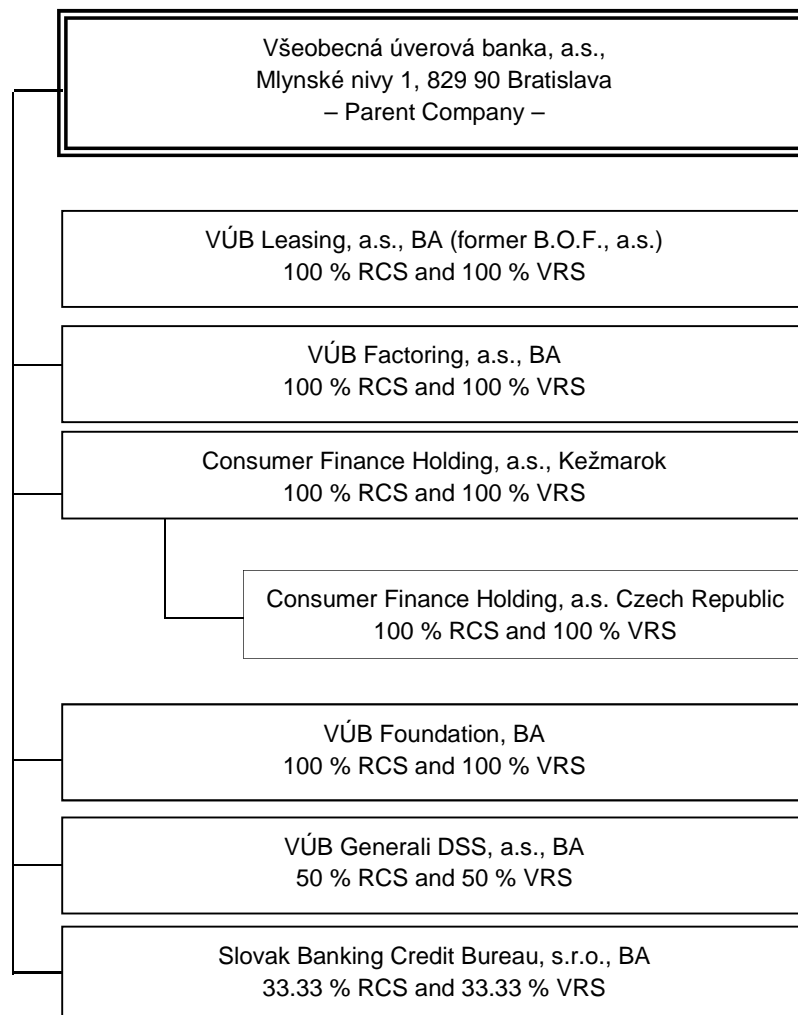 Všeobecná úverová banka, a.s.,
Mlynské nivy 1, 829 90 Bratislava
– Parent Company –
VÚB Leasing, a.s., BA (former B.O.F., a.s.)
100 % RCS and 100 % VRS
VÚB Factoring, a.s., BA
100 % RCS and 100 % VRS
Consumer Finance Holding, a.s., Kežmarok
100 % RCS and 100 % VRS
Consumer Finance Holding, a.s. Czech Republic
100 % RCS and 100 % VRS
VÚB Foundation, BA
100 % RCS and 100 % VRS
VÚB Generali DSS, a.s., BA
50 % RCS and 50 % VRS
Slovak Banking Credit Bureau, s.r.o., BA
33.33 % RCS and 33.33 % VRS